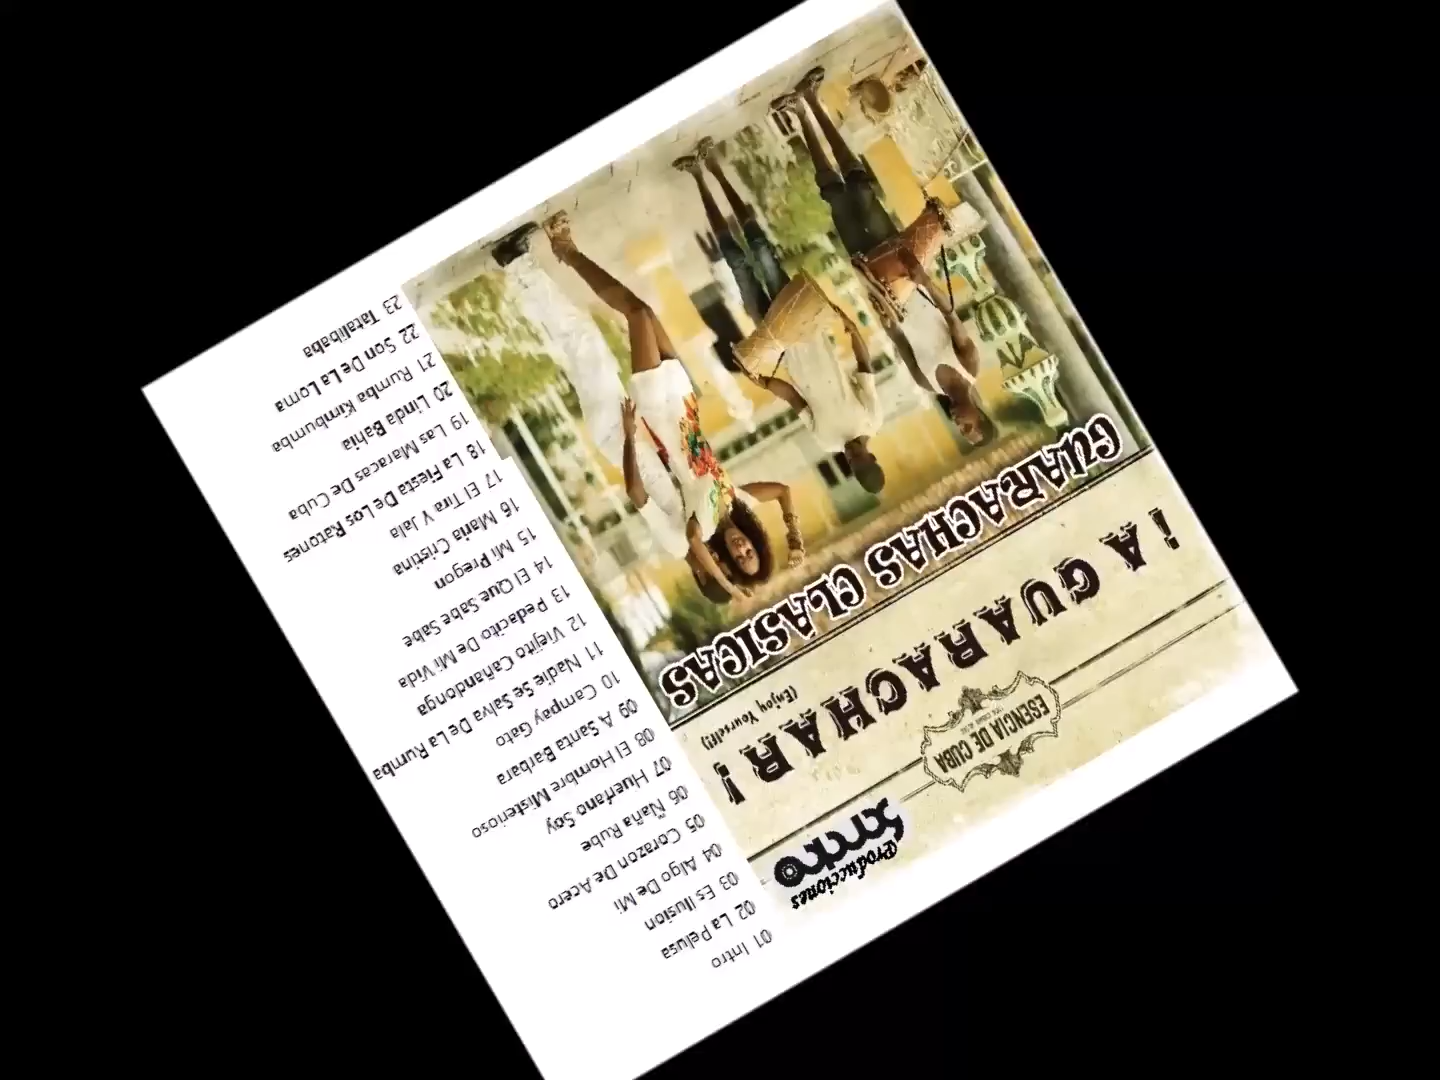 Producciones
Sandro
ESENCIA DE CUBA
¡A GUARACHAR!
(Enjoy Yourself!)
GUARACHAS CLASICAS
01 Intro
02 La Pelusa
03 Es Ilusion
04 Algo De Mi
05 Corazon De Acero
06 Ñaña Rube
07 Huerfano Soy
08 El Hombre Misterioso
09 A Santa Barbara
10 Campay Gato
11 Nadie Se Salva De La Rumba
12 Viejito Cañandonga
13 Pedacito De Mi Vida
14 El Que Sabe Sabe
15 Mi Pregon
16 Maria Cristina
17 El Tira Y Jala
18 La Fiesta De Los Ratones
19 Las Maracas De Cuba
20 Linda Bahia
21 Rumba Kimbumba
22 Son De La Loma
23 Tatalibaba